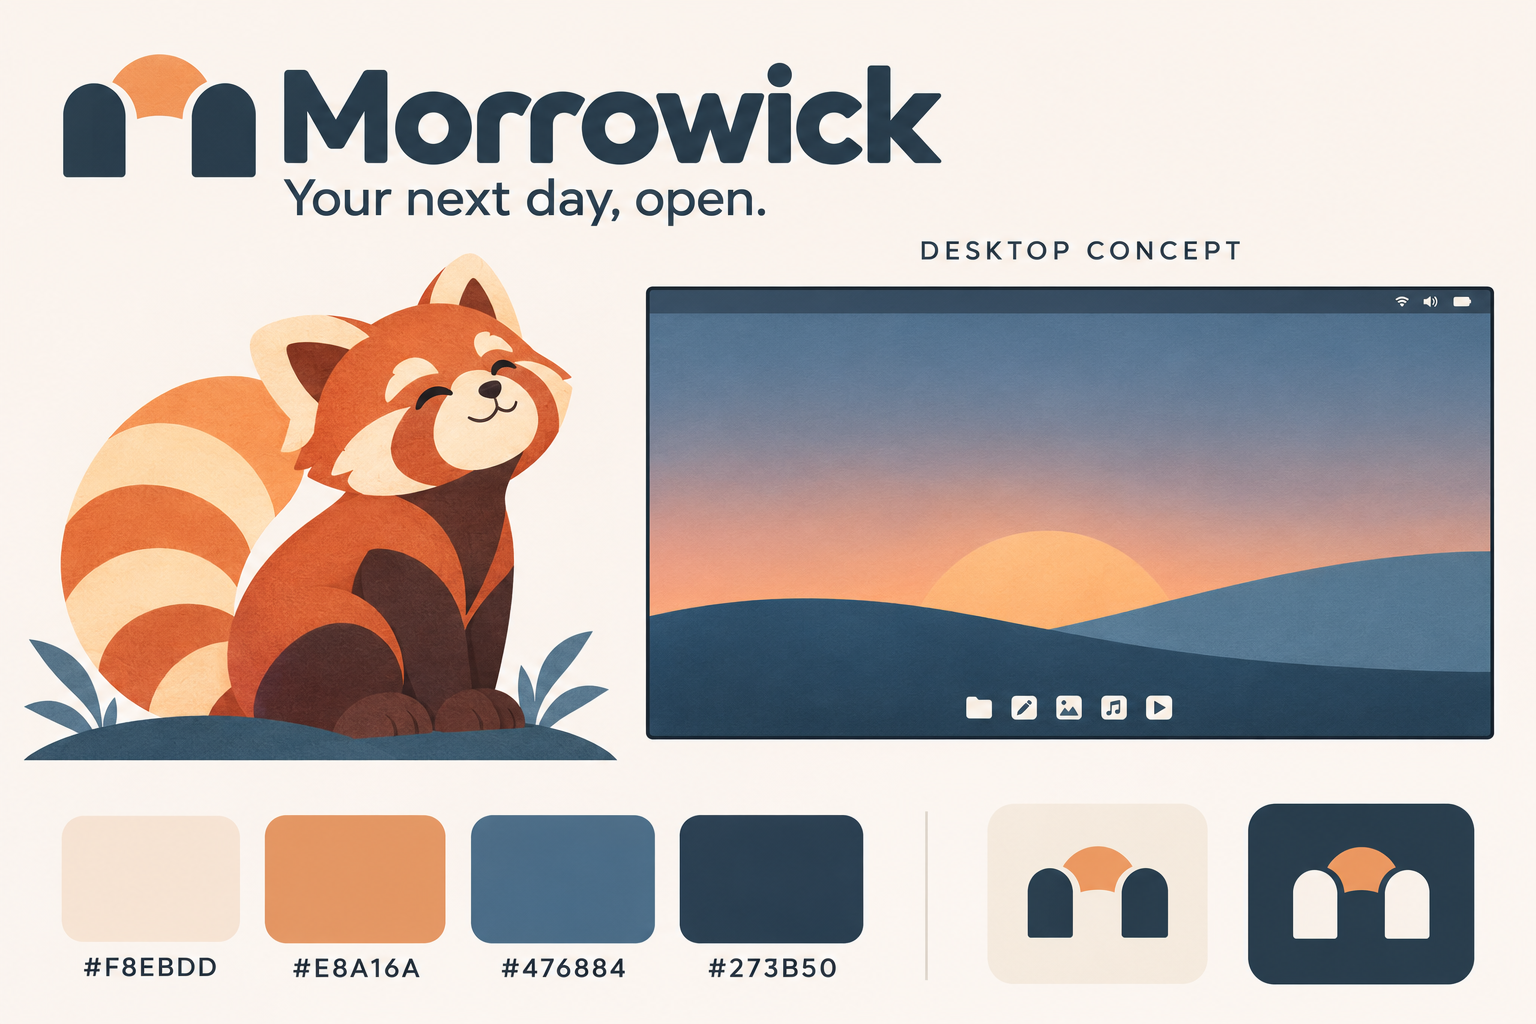 Morrowick
Your next day, open.
DESKTOP CONCEPT
#F8EBDD
#E8A16A
#476884
#273B50